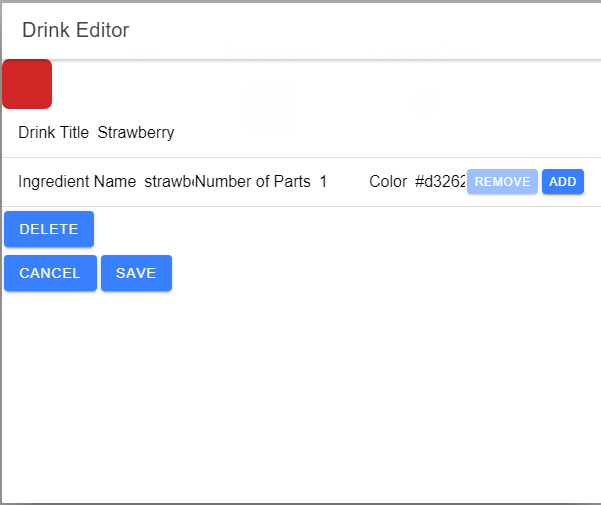 Drink Editor
Drink Title Strawberry
Ingredient Name strawb Number of Parts 1 Color #d3262 REMOVE ADD
DELETE
CANCEL SAVE